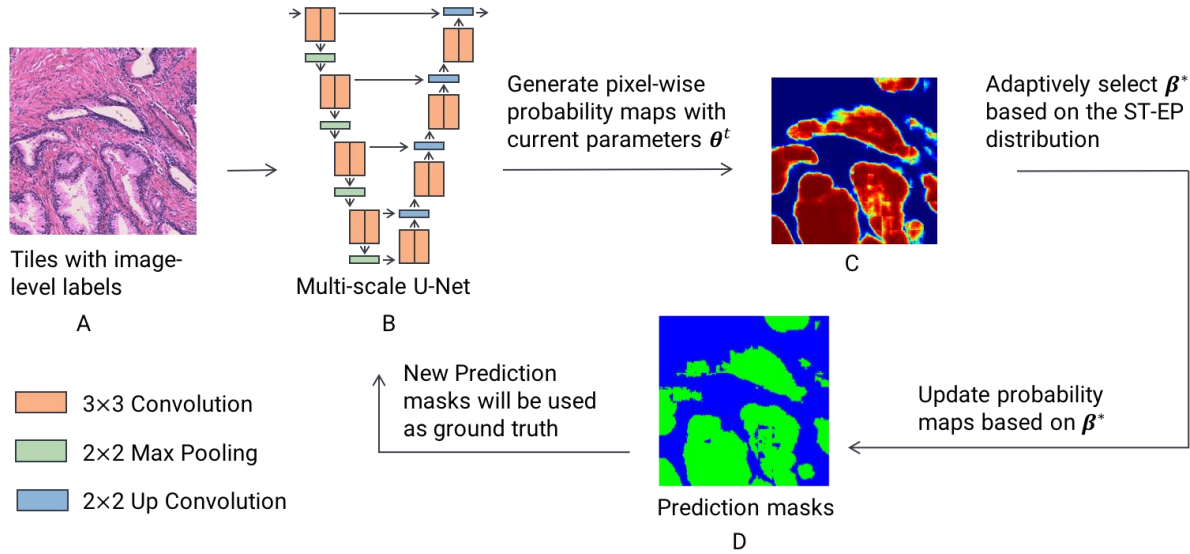 Generate pixel-wise
probability maps with
current parameters θᵗ
Adaptively select β*
based on the ST-EP
distribution
Tiles with image-
level labels
A
Multi-scale U-Net
B
C
3×3 Convolution
2×2 Max Pooling
2×2 Up Convolution
New Prediction
masks will be used
as ground truth
Update probability
maps based on β*
Prediction masks
D